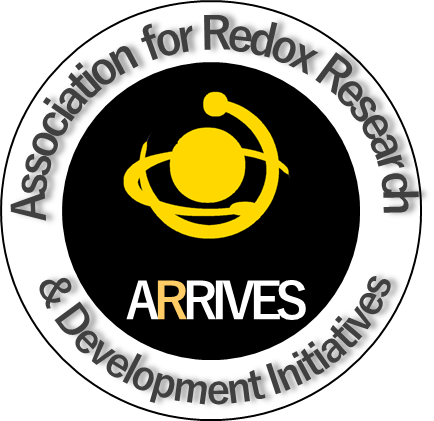 Association for Redox Research
& Development Initiatives
ARRIVES